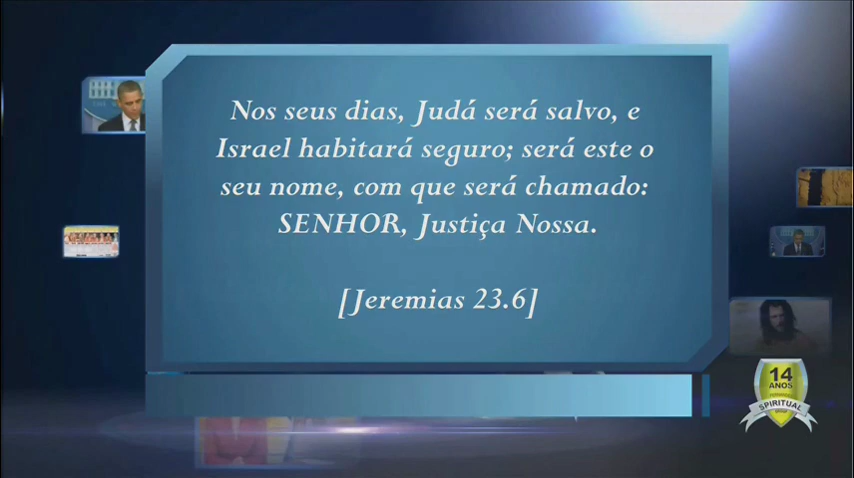 Nos seus dias, Judá será salvo, e
Israel habitará seguro; será este o
seu nome, com que será chamado:
SENHOR, Justiça Nossa.
[Jeremias 23.6]
14
ANOS
SPIRITUAL